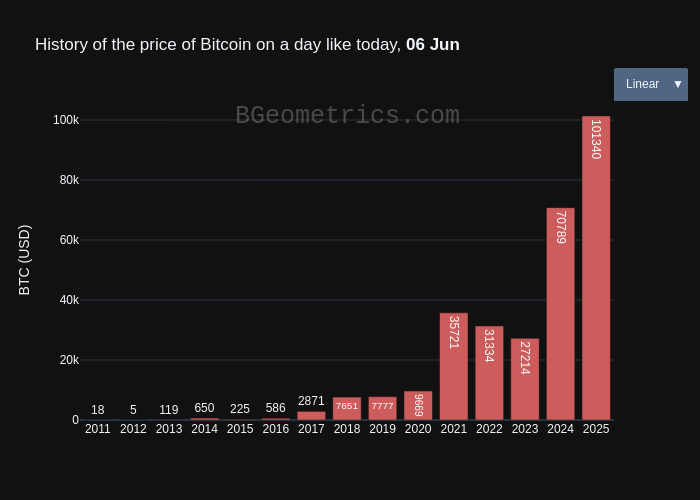 History of the price of Bitcoin on a day like today, 06 Jun
Linear ▼
BGeometrics.com
100k
80k
60k
40k
20k
0
BTC (USD)
18
5
119
650
225
586
2871
7651
7777
9669
35721
31334
27214
70789
101340
2011 2012 2013 2014 2015 2016 2017 2018 2019 2020 2021 2022 2023 2024 2025